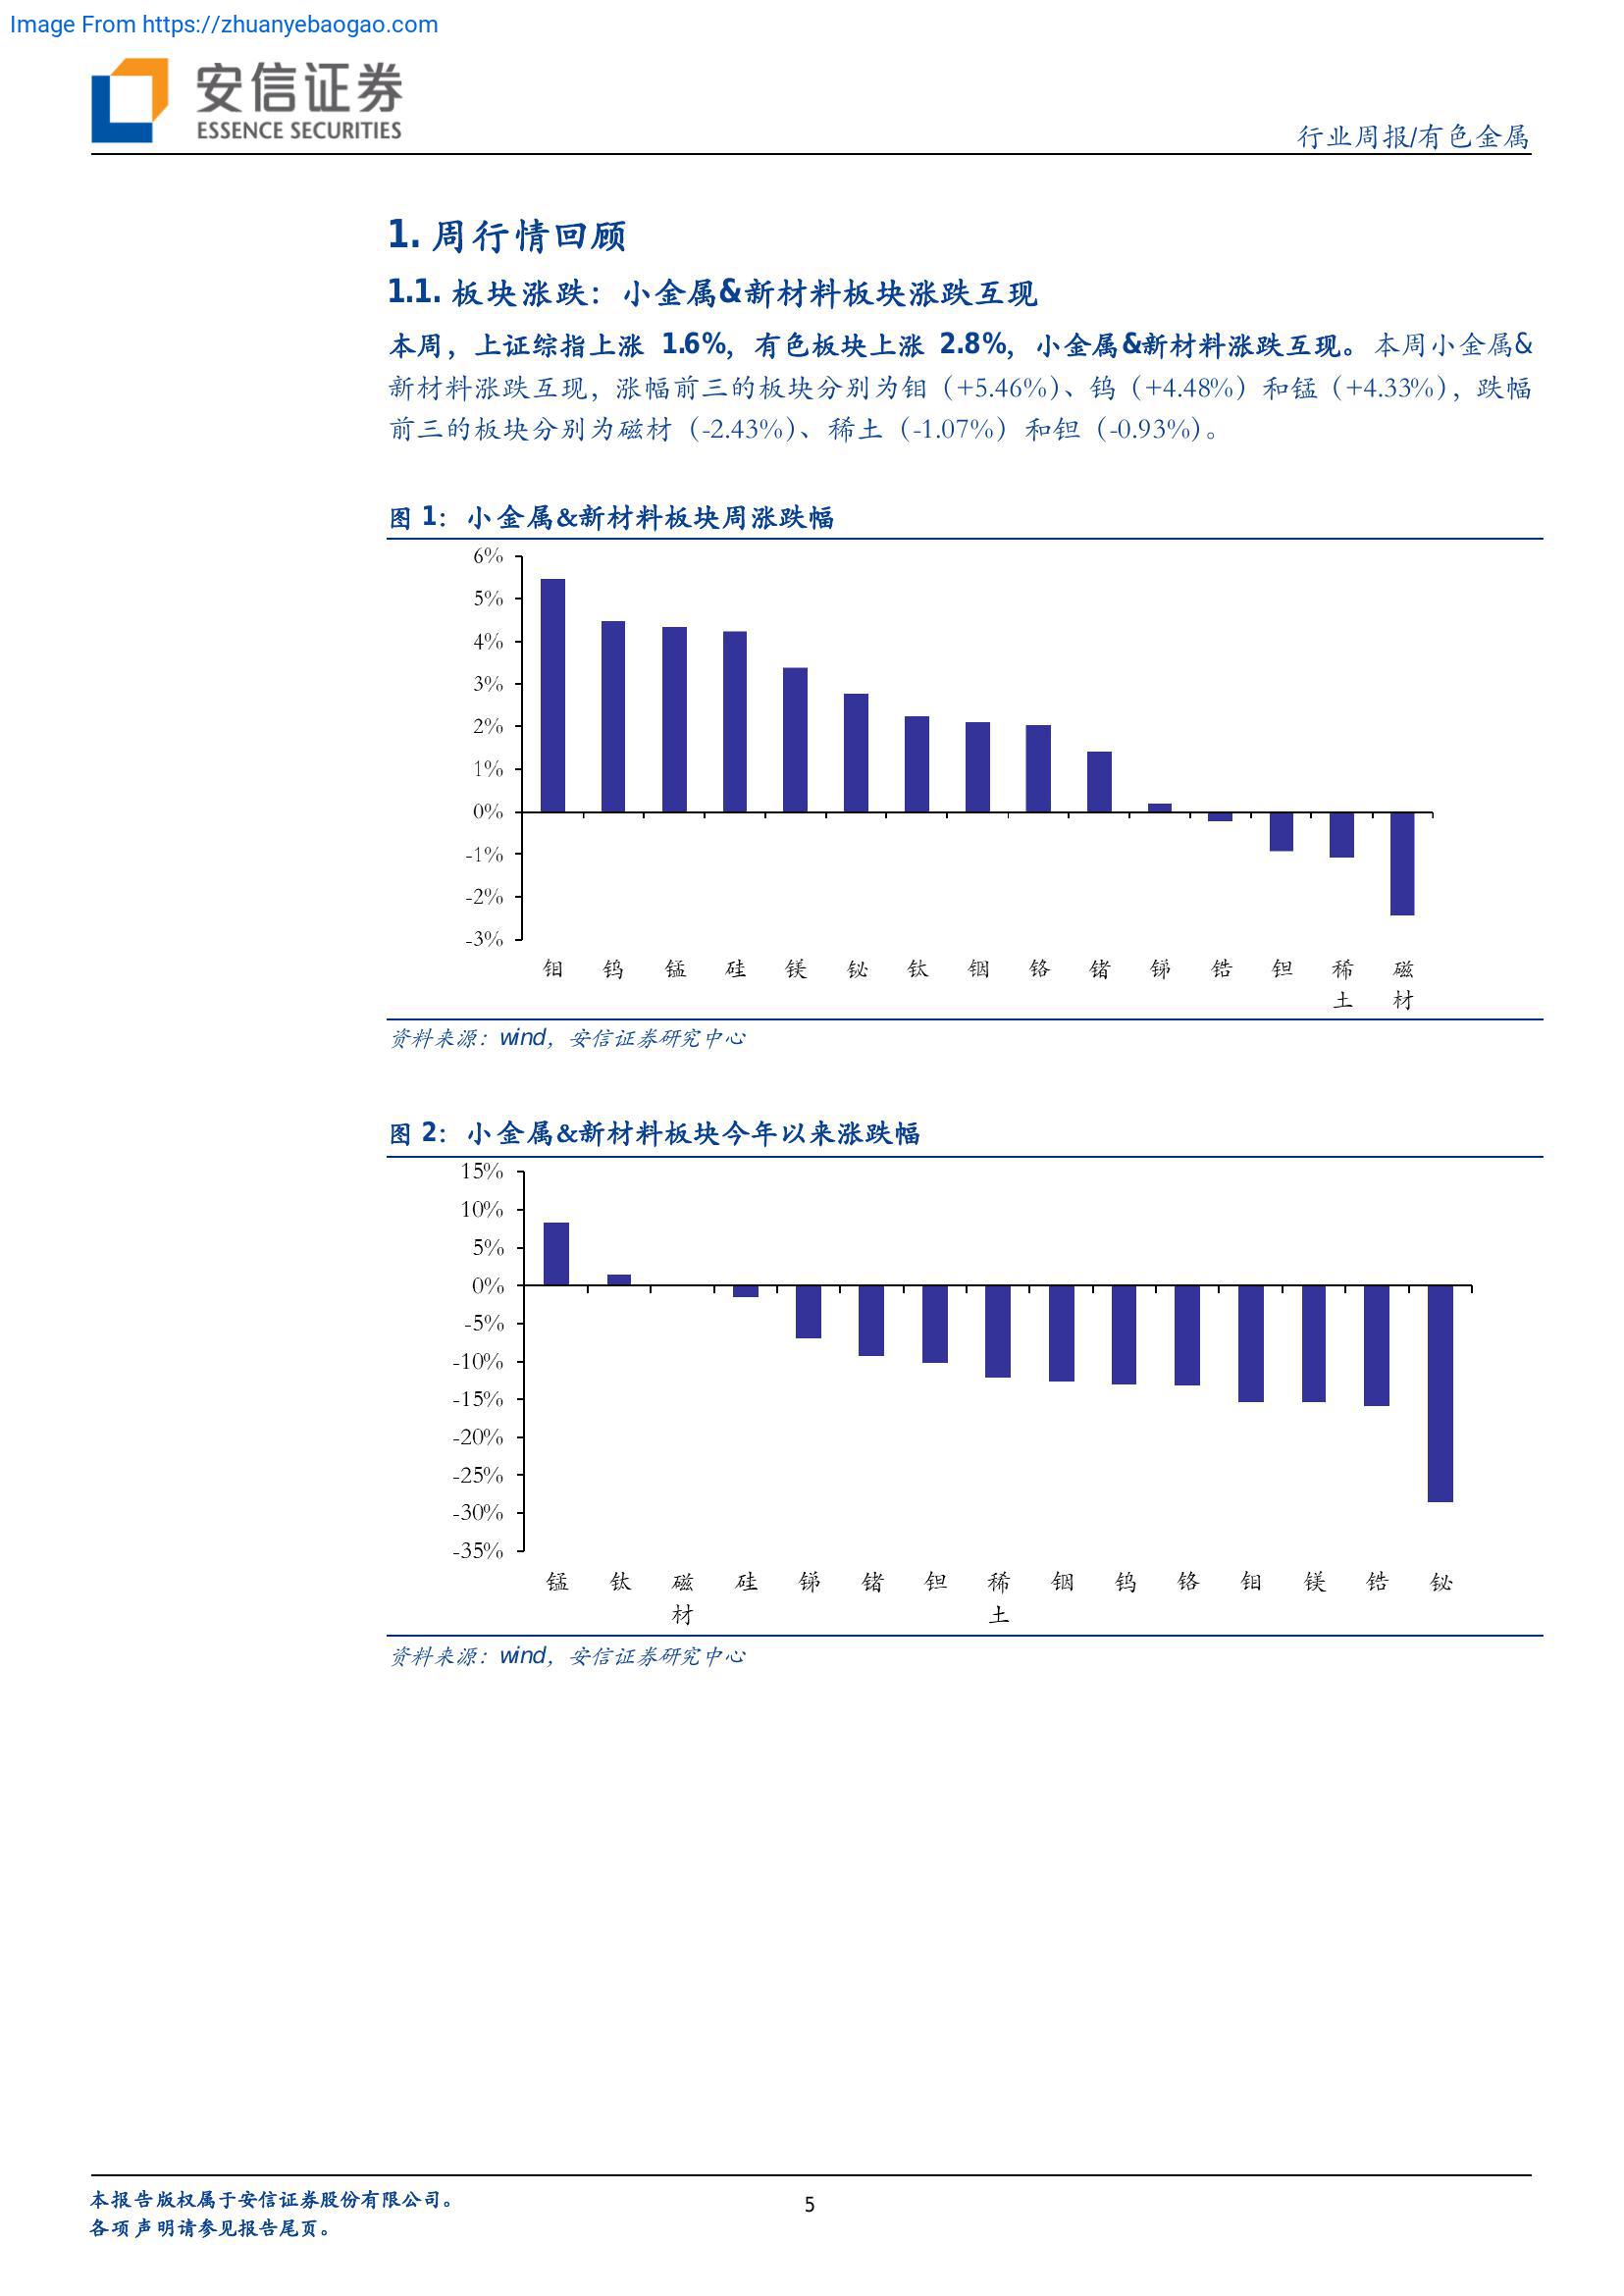 Image From https://zhuanyebaogao.com
安信证券
ESSENCE SECURITIES
行业周报/有色金属
1. 周行情回顾
1.1. 板块涨跌：小金属&新材料板块涨跌互现
本周，上证综指上涨 1.6%，有色板块上涨 2.8%，小金属&新材料涨跌互现。本周小金属&
新材料涨跌互现，涨幅前三的板块分别为钼（+5.46%）、钨（+4.48%）和锰（+4.33%），跌幅
前三的板块分别为磁材（-2.43%）、稀土（-1.07%）和钽（-0.93%）。
图 1：小金属&新材料板块周涨跌幅
6%
5%
4%
3%
2%
1%
0%
-1%
-2%
-3%
钼 钨 锰 硅 镁 铋 钛 铟 铬 锗 锑 锆 钽 稀土 磁材
资料来源：wind，安信证券研究中心
图 2：小金属&新材料板块今年以来涨跌幅
15%
10%
5%
0%
-5%
-10%
-15%
-20%
-25%
-30%
-35%
锰 钛 磁材 硅 锑 锗 钽 稀土 铟 钨 铬 钼 镁 锆 铋
资料来源：wind，安信证券研究中心
本报告版权属于安信证券股份有限公司。
各项声明请参见报告尾页。
5